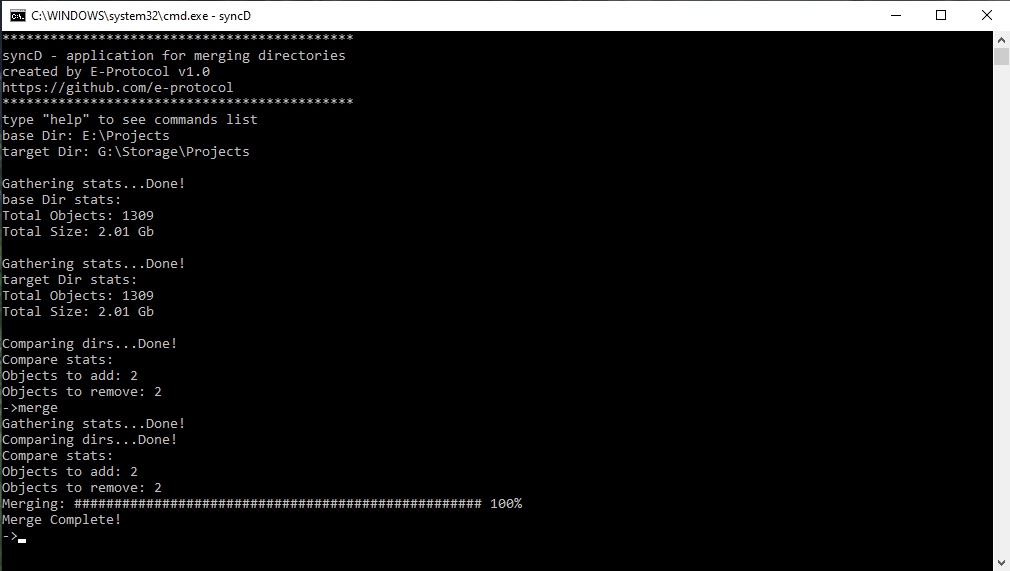 C:\WINDOWS\system32\cmd.exe - syncD
********************************************
syncD - application for merging directories
created by E-Protocol v1.0
https://github.com/e-protocol
********************************************
type "help" to see commands list
base Dir: E:\Projects
target Dir: G:\Storage\Projects
Gathering stats...Done!
base Dir stats:
Total Objects: 1309
Total Size: 2.01 Gb
Gathering stats...Done!
target Dir stats:
Total Objects: 1309
Total Size: 2.01 Gb
Comparing dirs...Done!
Compare stats:
Objects to add: 2
Objects to remove: 2
->merge
Gathering stats...Done!
Comparing dirs...Done!
Compare stats:
Objects to add: 2
Objects to remove: 2
Merging: ################################################### 100%
Merge Complete!
->_